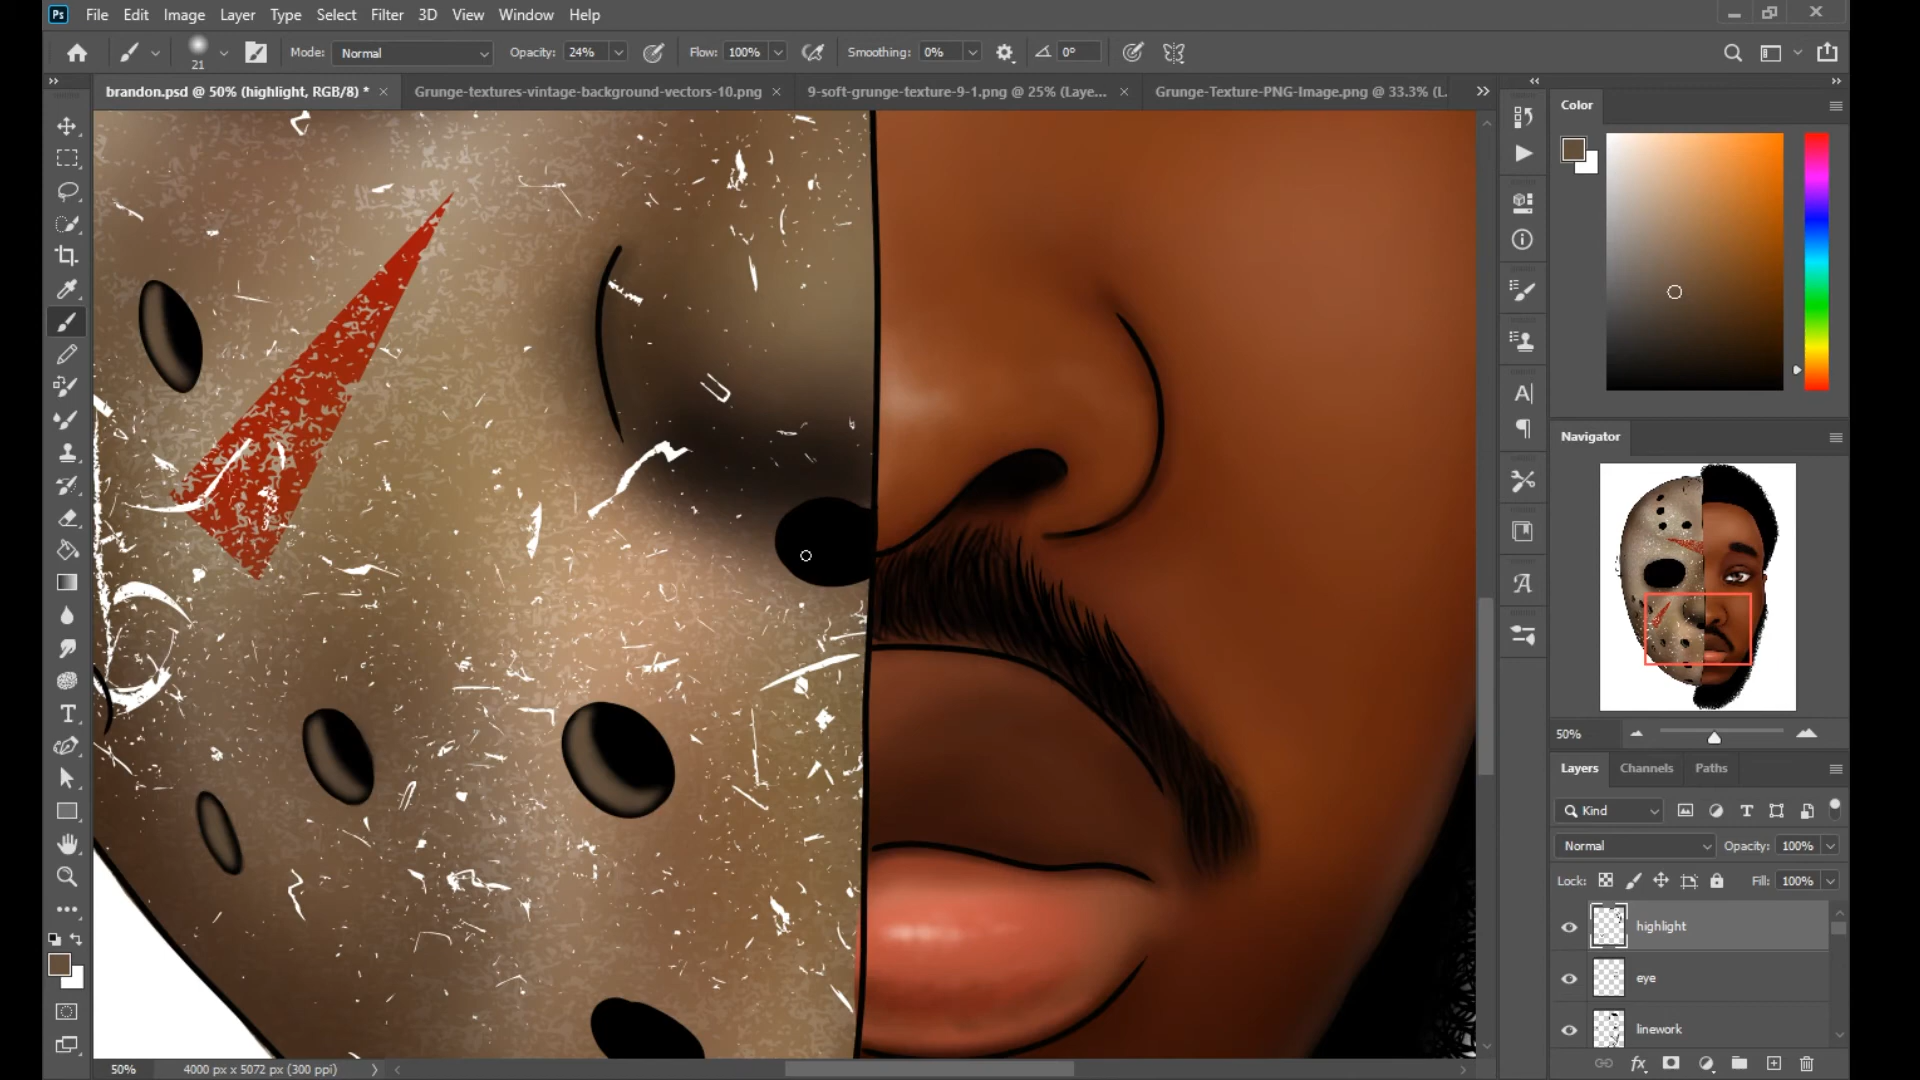 Ps File Edit Image Layer Type Select Filter 3D View Window Help
21 Mode: Normal Opacity: 24% Flow: 100% Smoothing: 0% 0°
brandon.psd @ 50% (highlight, RGB/8) * Grunge-textures-vintage-background-vectors-10.png 9-soft-grunge-texture-9-1.png @ 25% (Laye... Grunge-Texture-PNG-Image.png @ 33.3% (L.
Color
Navigator
50%
Layers Channels Paths
Kind
Normal Opacity: 100%
Lock: Fill: 100%
highlight
eye
linework
fx
50% 4000 px x 5072 px (300 ppi)